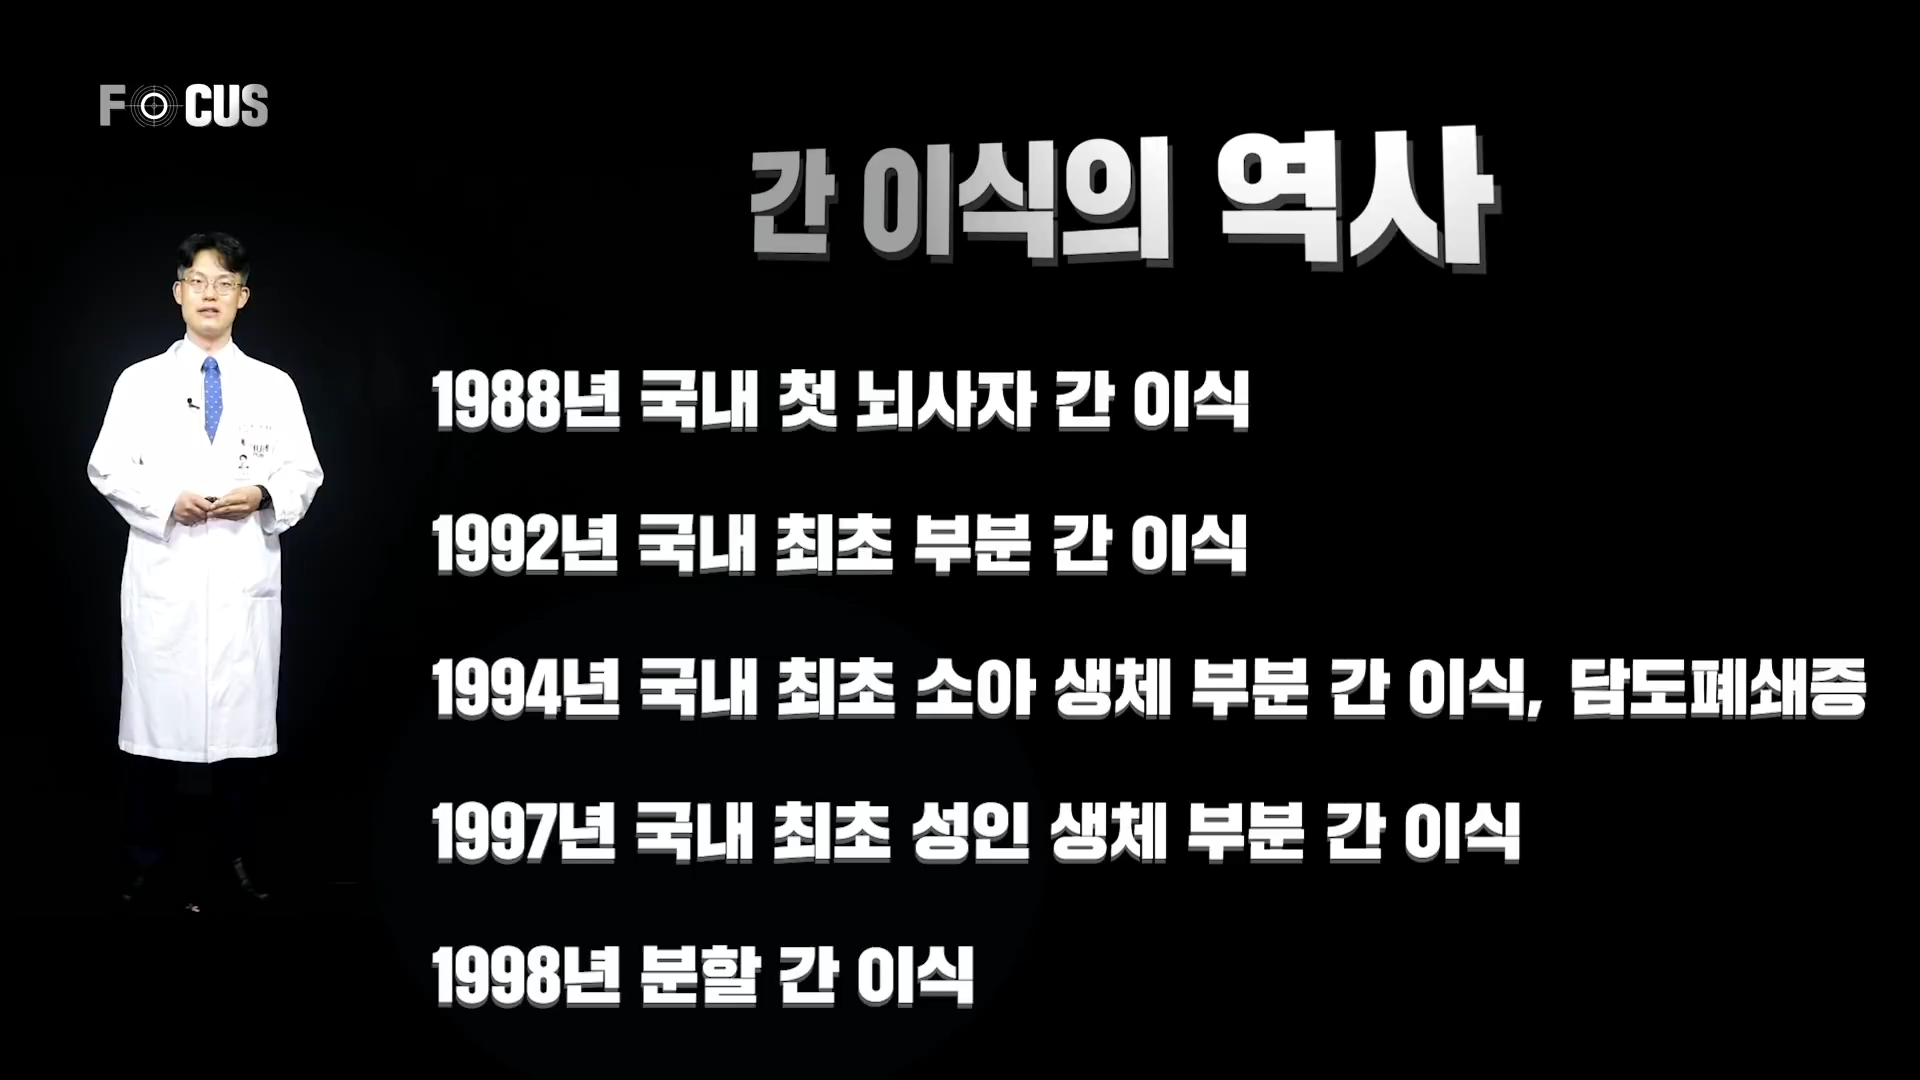 FOCUS
간 이식의 역사
1988년 국내 첫 뇌사자 간 이식
1992년 국내 최초 부분 간 이식
1994년 국내 최초 소아 생체 부분 간 이식, 담도폐쇄증
1997년 국내 최초 성인 생체 부분 간 이식
1998년 분할 간 이식